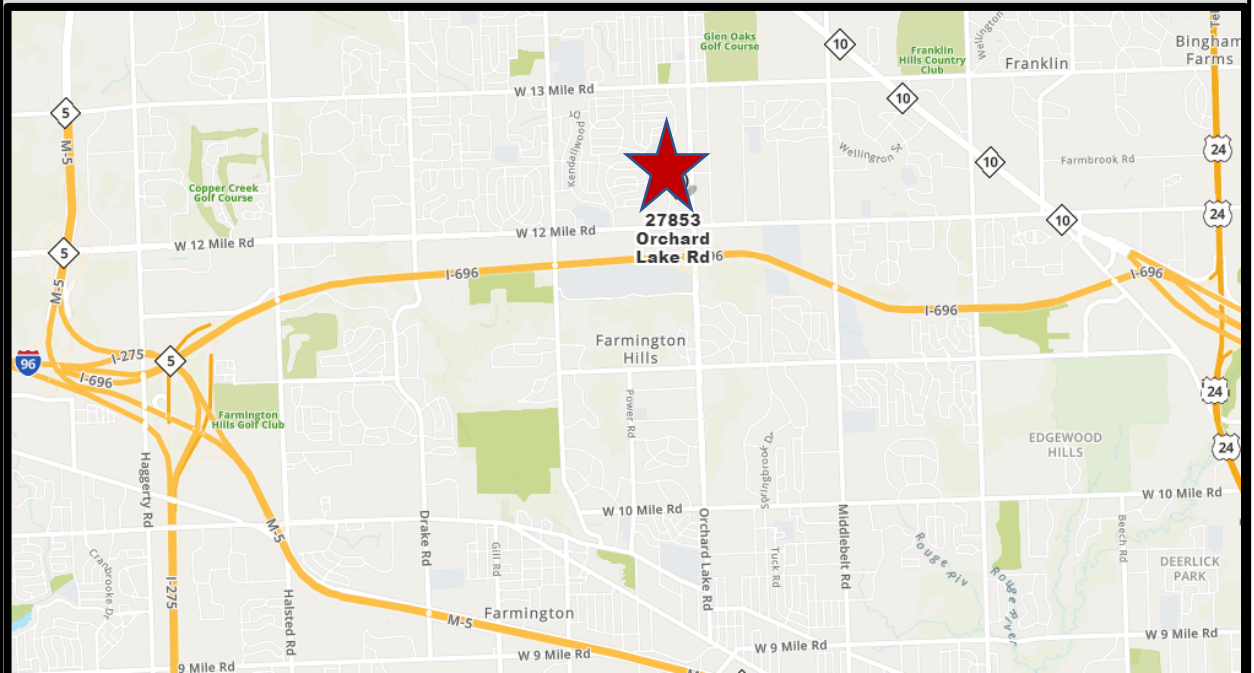 Glen Oaks
Golf Course
10
Franklin
Hills Country
Club
Wellington
Bingham
Farms
Franklin
10
W 13 Mile Rd
5
M-5
Kendallwood Dr
Wellington St
10
Farmbrook Rd
24
Copper Creek
Golf Course
24
10
27853
Orchard
Lake Rd
W 12 Mile Rd
W 12 Mile Rd
5
M-5
I-696
I-696
I-696
Farmington
Hills
I-275
5
96
I-696
24
Farmington
Hills Golf Club
Power Rd
EDGEWOOD
HILLS
24
Springbrook Dr
Haggerty Rd
W 10 Mile Rd
W 10 Mile Rd
M-5
Drake Rd
Gill Rd
Orchard Lake Rd
Middlebelt Rd
Tuck Rd
Beech Rd
Rouge Riv
Rouge River
DEERLICK
PARK
Cranbrooke Dr
I-275
Halsted Rd
Farmington
M-5
W 9 Mile Rd
W 9 Mile Rd
W 9 Mile Rd
9 Mile Rd